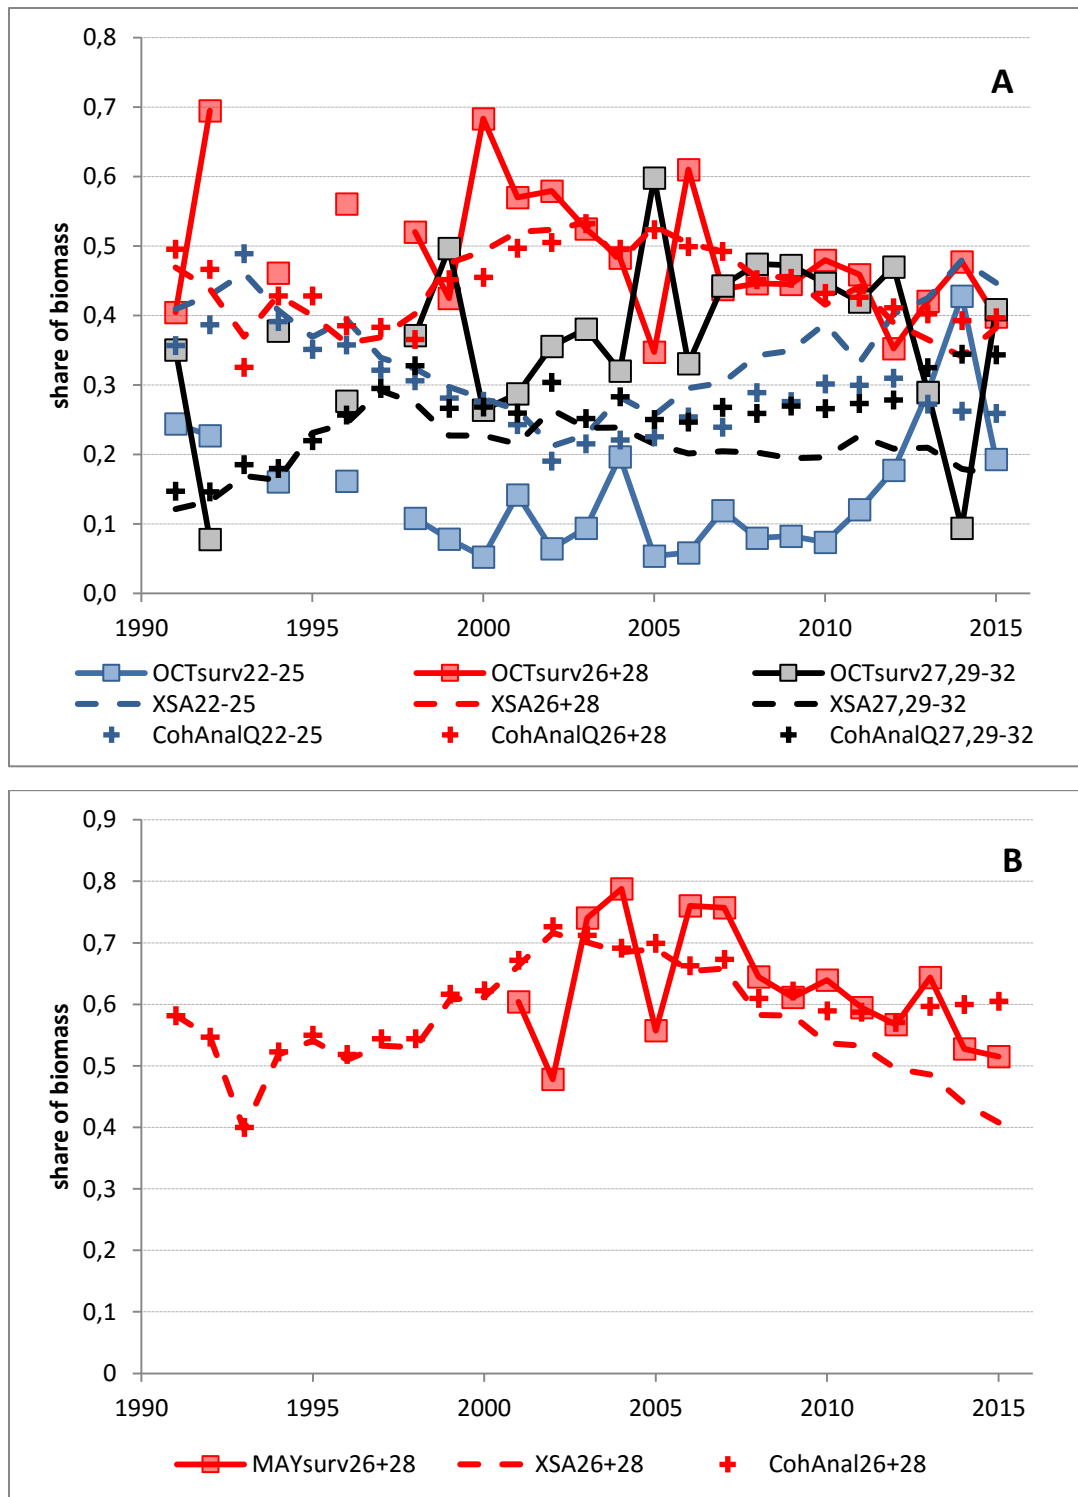 0,8
A
0,7
0,6
0,5
0,4
0,3
0,2
0,1
0,0
share of biomass
1990 1995 2000 2005 2010 2015
OCTsurv22-25 OCTsurv26+28 OCTsurv27,29-32
XSA22-25 XSA26+28 XSA27,29-32
CohAnalQ22-25 CohAnalQ26+28 CohAnalQ27,29-32
0,9
B
0,8
0,7
0,6
0,5
0,4
0,3
0,2
0,1
0
share of biomass
1990 1995 2000 2005 2010 2015
MAYsurv26+28 XSA26+28 CohAnal26+28